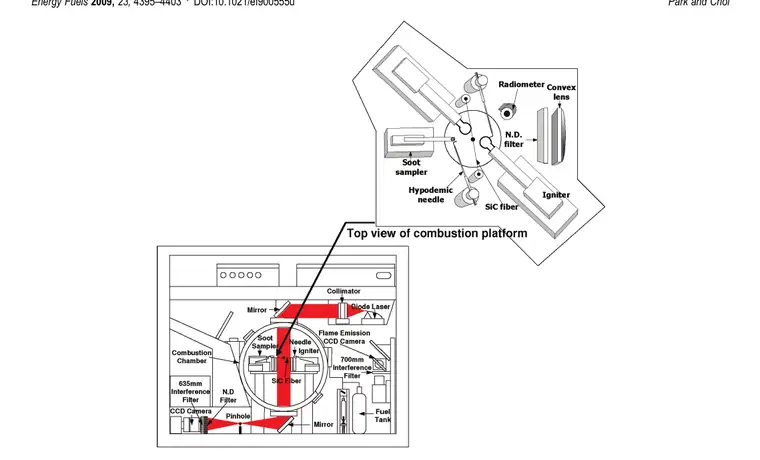 Energy Fuels 2009, 23, 4395–4403 • DOI:10.1021/ef900555u
Park and Choi
Radiometer
Convex
lens
N.D.
filter
Soot
sampler
Hypodemic
needle
SiC fiber
Igniter
Top view of combustion platform
Collimator
Mirror
Diode Laser
Soot
Sampler
Needle
Igniter
Flame Emission
CCD Camera
Combustion
Chamber
700mm
Interference
Filter
SiC Fiber
635mm
Interference
Filter
N.D
Filter
CCD Camera
Pinhole
Mirror
Fuel
Tank